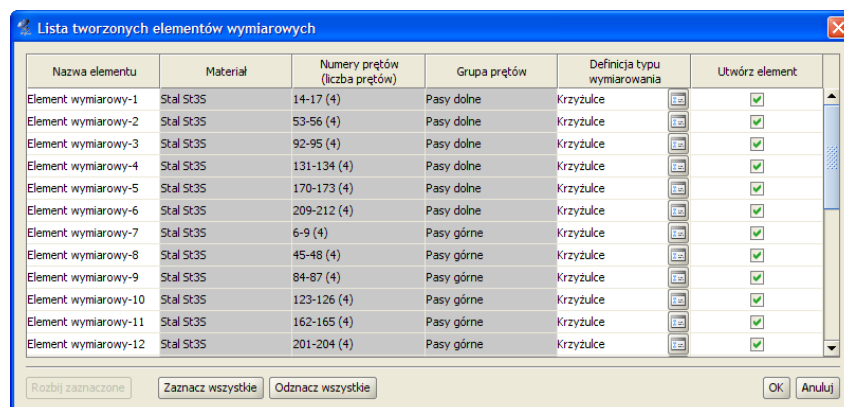 Lista tworzonych elementów wymiarowych
Nazwa elementu Materiał Numery prętów (liczba prętów) Grupa prętów Definicja typu wymiarowania Utwórz element
Element wymiarowy-1 Stal St3S 14-17 (4) Pasy dolne Krzyżulce
Element wymiarowy-2 Stal St3S 53-56 (4) Pasy dolne Krzyżulce
Element wymiarowy-3 Stal St3S 92-95 (4) Pasy dolne Krzyżulce
Element wymiarowy-4 Stal St3S 131-134 (4) Pasy dolne Krzyżulce
Element wymiarowy-5 Stal St3S 170-173 (4) Pasy dolne Krzyżulce
Element wymiarowy-6 Stal St3S 209-212 (4) Pasy dolne Krzyżulce
Element wymiarowy-7 Stal St3S 6-9 (4) Pasy górne Krzyżulce
Element wymiarowy-8 Stal St3S 45-48 (4) Pasy górne Krzyżulce
Element wymiarowy-9 Stal St3S 84-87 (4) Pasy górne Krzyżulce
Element wymiarowy-10 Stal St3S 123-126 (4) Pasy górne Krzyżulce
Element wymiarowy-11 Stal St3S 162-165 (4) Pasy górne Krzyżulce
Element wymiarowy-12 Stal St3S 201-204 (4) Pasy górne Krzyżulce
Rozbij zaznaczone Zaznacz wszystkie Odznacz wszystkie OK Anuluj